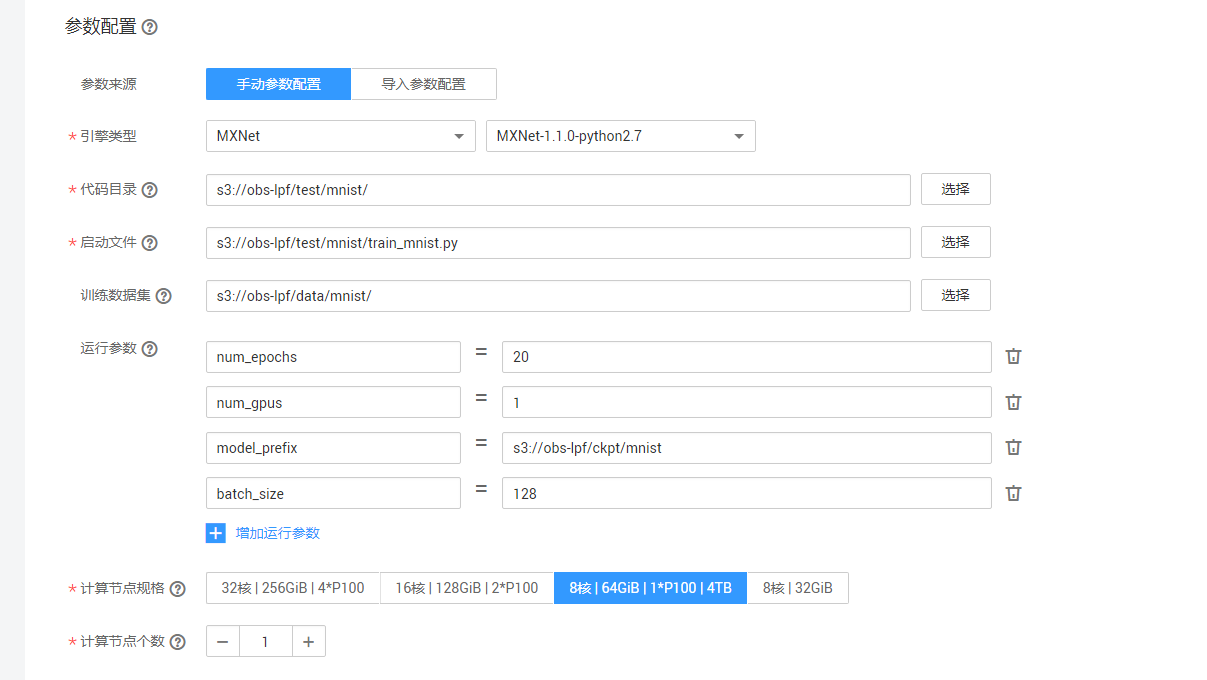 参数配置 ?
参数来源 手动参数配置 导入参数配置
* 引擎类型 MXNet MXNet-1.1.0-python2.7
* 代码目录 ? s3://obs-lpf/test/mnist/ 选择
* 启动文件 ? s3://obs-lpf/test/mnist/train_mnist.py 选择
训练数据集 ? s3://obs-lpf/data/mnist/ 选择
运行参数 ? num_epochs = 20
num_gpus = 1
model_prefix = s3://obs-lpf/ckpt/mnist
batch_size = 128
+ 增加运行参数
* 计算节点规格 ? 32核 | 256GiB | 4*P100 16核 | 128GiB | 2*P100 8核 | 64GiB | 1*P100 | 4TB 8核 | 32GiB
* 计算节点个数 ? − 1 +